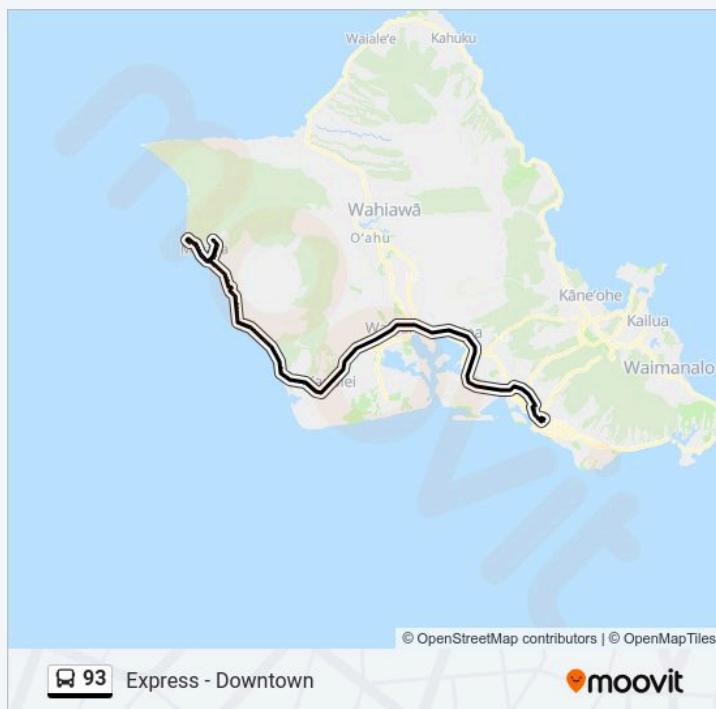 Waiale'e
Kahuku
Wahiawā
O'ahu
Kāne'ohe
Kailua
Waimanalo
© OpenStreetMap contributors | © OpenMapTiles
93 Express - Downtown
moovit